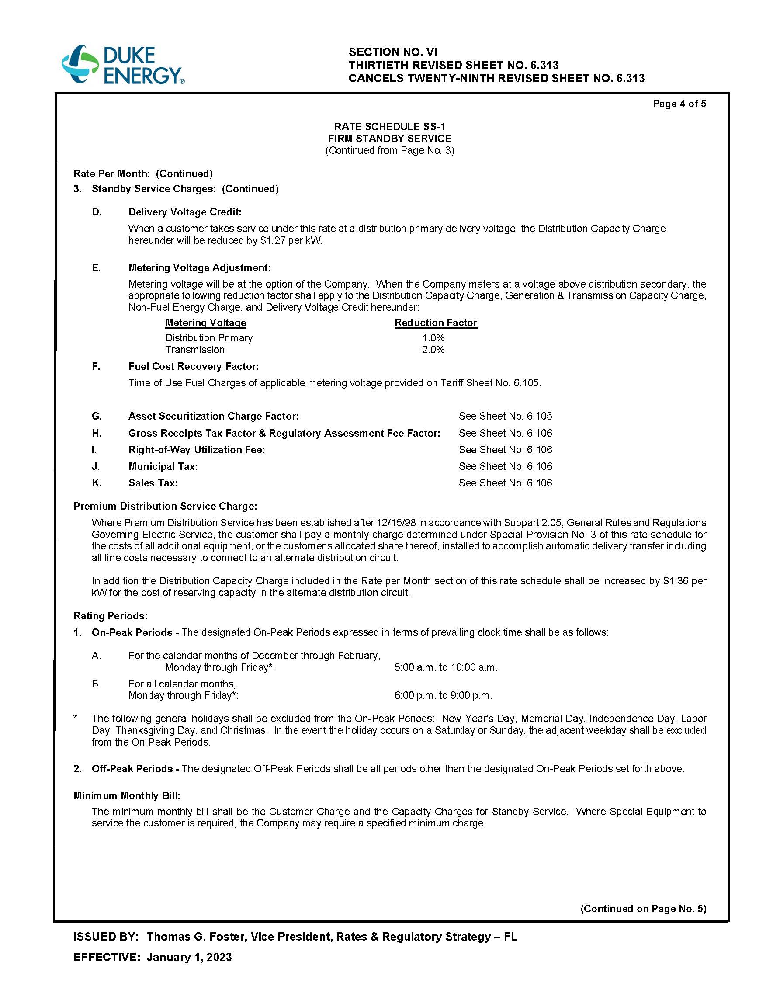 DUKE
ENERGY®
SECTION NO. VI
THIRTIETH REVISED SHEET NO. 6.313
CANCELS TWENTY-NINTH REVISED SHEET NO. 6.313
Page 4 of 5
RATE SCHEDULE SS-1
FIRM STANDBY SERVICE
(Continued from Page No. 3)
Rate Per Month: (Continued)
3. Standby Service Charges: (Continued)
D. Delivery Voltage Credit:
When a customer takes service under this rate at a distribution primary delivery voltage, the Distribution Capacity Charge
hereunder will be reduced by $1.27 per kW.
E. Metering Voltage Adjustment:
Metering voltage will be at the option of the Company. When the Company meters at a voltage above distribution secondary, the
appropriate following reduction factor shall apply to the Distribution Capacity Charge, Generation & Transmission Capacity Charge,
Non-Fuel Energy Charge, and Delivery Voltage Credit hereunder:
Metering Voltage Reduction Factor
Distribution Primary 1.0%
Transmission 2.0%
F. Fuel Cost Recovery Factor:
Time of Use Fuel Charges of applicable metering voltage provided on Tariff Sheet No. 6.105.
G. Asset Securitization Charge Factor: See Sheet No. 6.105
H. Gross Receipts Tax Factor & Regulatory Assessment Fee Factor: See Sheet No. 6.106
I. Right-of-Way Utilization Fee: See Sheet No. 6.106
J. Municipal Tax: See Sheet No. 6.106
K. Sales Tax: See Sheet No. 6.106
Premium Distribution Service Charge:
Where Premium Distribution Service has been established after 12/15/98 in accordance with Subpart 2.05, General Rules and Regulations
Governing Electric Service, the customer shall pay a monthly charge determined under Special Provision No. 3 of this rate schedule for
the costs of all additional equipment, or the customer's allocated share thereof, installed to accomplish automatic delivery transfer including
all line costs necessary to connect to an alternate distribution circuit.
In addition the Distribution Capacity Charge included in the Rate per Month section of this rate schedule shall be increased by $1.36 per
kW for the cost of reserving capacity in the alternate distribution circuit.
Rating Periods:
1. On-Peak Periods - The designated On-Peak Periods expressed in terms of prevailing clock time shall be as follows:
A. For the calendar months of December through February,
Monday through Friday*: 5:00 a.m. to 10:00 a.m.
B. For all calendar months,
Monday through Friday*: 6:00 p.m. to 9:00 p.m.
* The following general holidays shall be excluded from the On-Peak Periods: New Year's Day, Memorial Day, Independence Day, Labor
Day, Thanksgiving Day, and Christmas. In the event the holiday occurs on a Saturday or Sunday, the adjacent weekday shall be excluded
from the On-Peak Periods.
2. Off-Peak Periods - The designated Off-Peak Periods shall be all periods other than the designated On-Peak Periods set forth above.
Minimum Monthly Bill:
The minimum monthly bill shall be the Customer Charge and the Capacity Charges for Standby Service. Where Special Equipment to
service the customer is required, the Company may require a specified minimum charge.
(Continued on Page No. 5)
ISSUED BY: Thomas G. Foster, Vice President, Rates & Regulatory Strategy – FL
EFFECTIVE: January 1, 2023